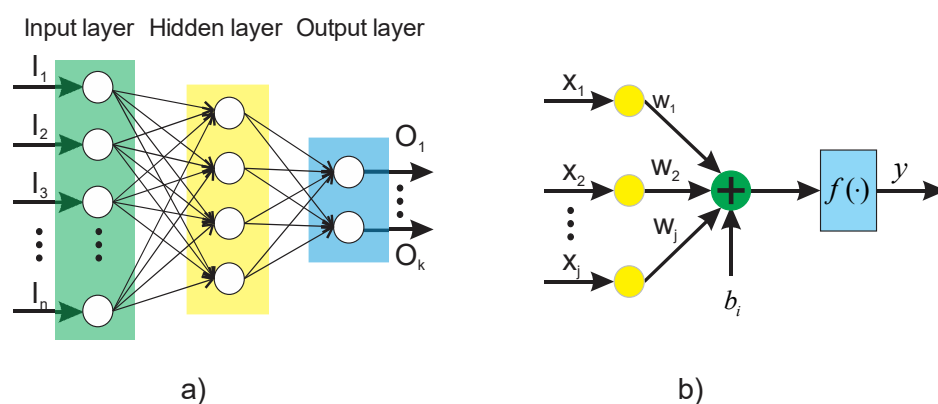 Input layer Hidden layer Output layer
I₁
I₂
I₃
Iₙ
O₁
Oₖ
a)
x₁
x₂
xⱼ
w₁
w₂
wⱼ
+
bᵢ
f(·)
y
b)